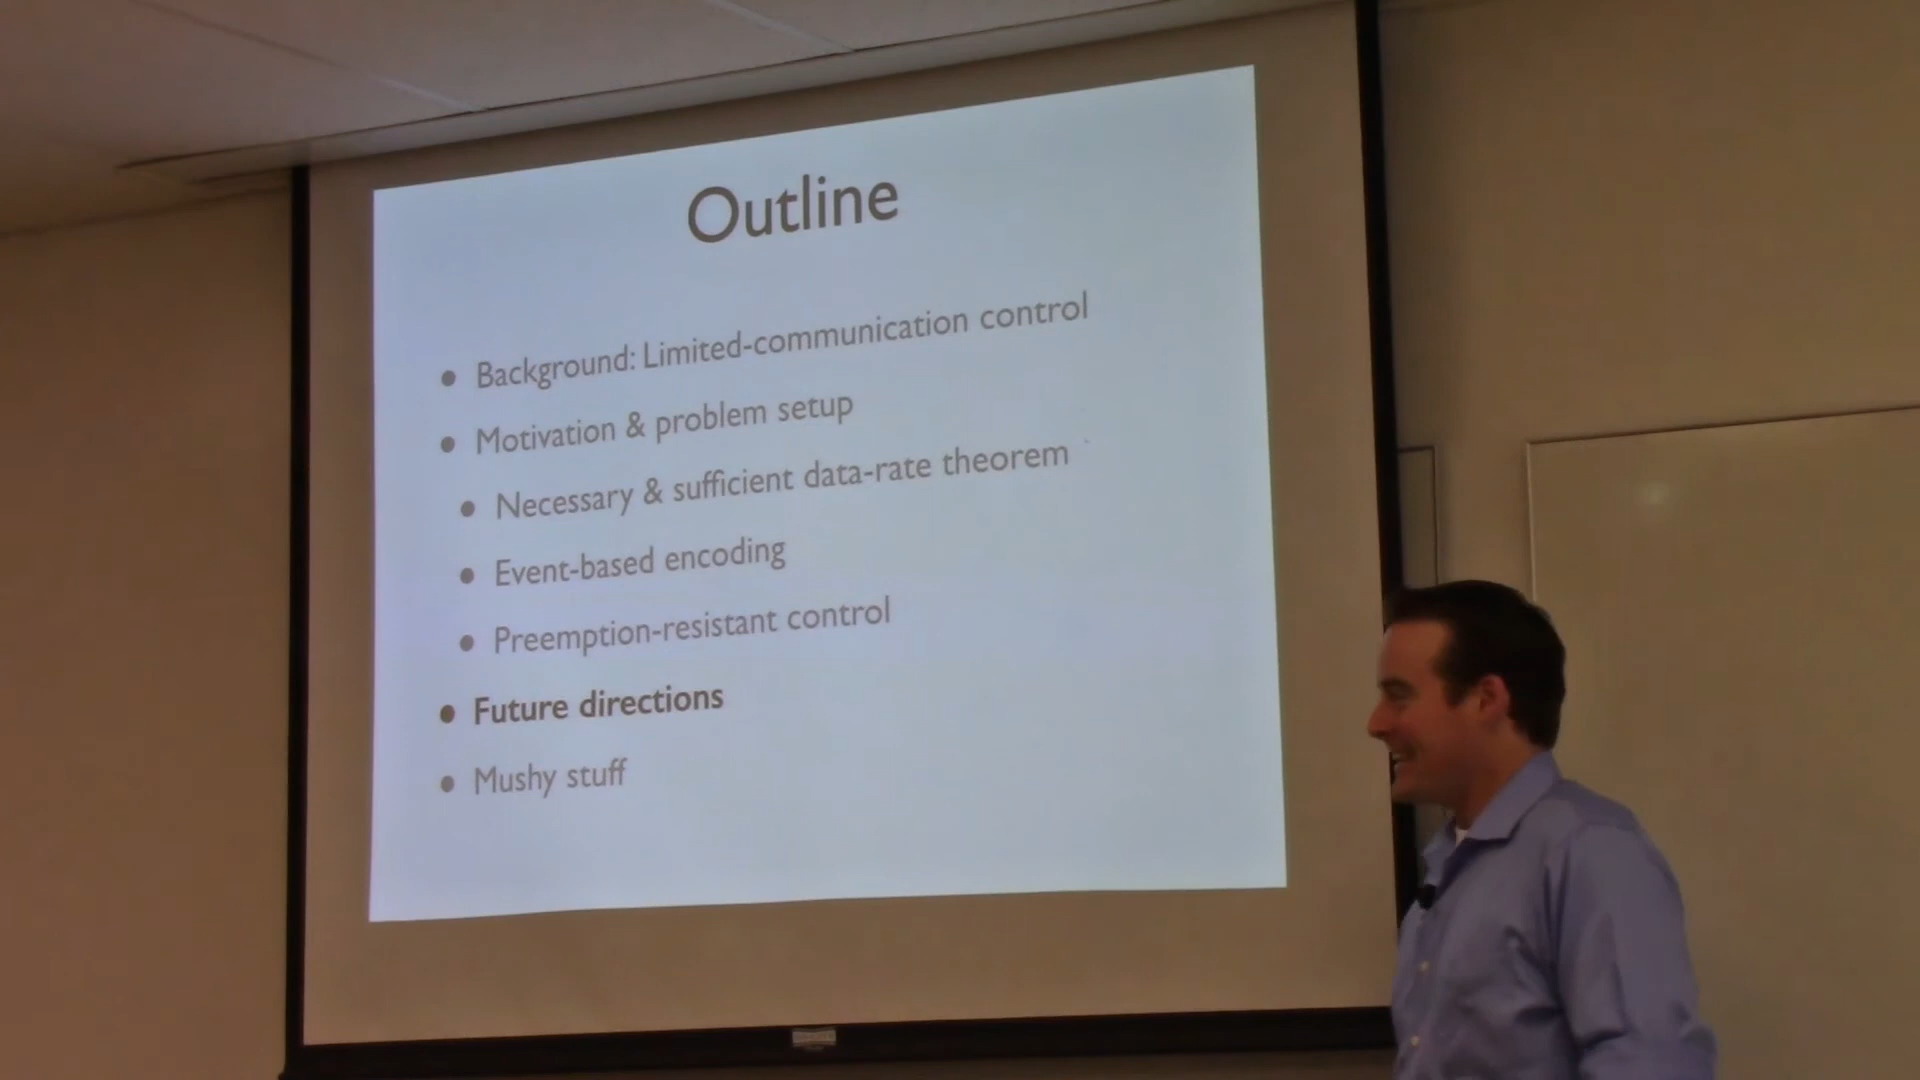 Outline
• Background: Limited-communication control
• Motivation & problem setup
• Necessary & sufficient data-rate theorem
• Event-based encoding
• Preemption-resistant control
• Future directions
• Mushy stuff